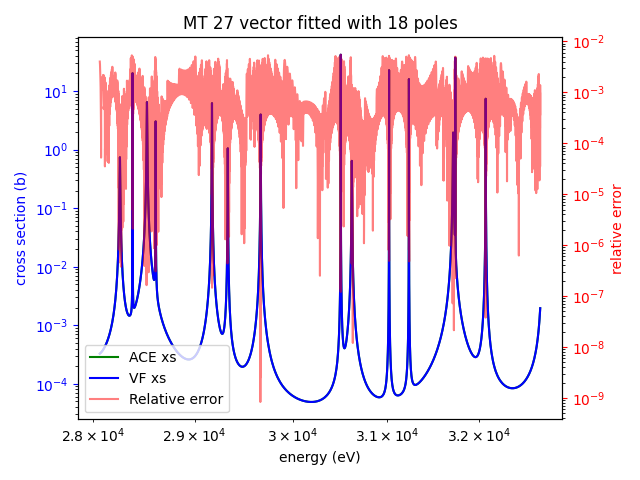 MT 27 vector fitted with 18 poles
cross section (b)
10¹
10⁰
10⁻¹
10⁻²
10⁻³
10⁻⁴
10⁻²
10⁻³
10⁻⁴
10⁻⁵
10⁻⁶
10⁻⁷
10⁻⁸
10⁻⁹
relative error
ACE xs
VF xs
Relative error
2.8 × 10⁴ 2.9 × 10⁴ 3 × 10⁴ 3.1 × 10⁴ 3.2 × 10⁴
energy (eV)